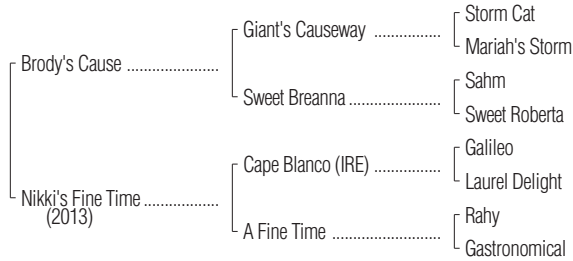 Storm Cat
Giant's Causeway ..................
Mariah's Storm
Brody's Cause .....................
Sahm
Sweet Breanna .....................
Sweet Roberta
Galileo
Cape Blanco (IRE) ..................
Laurel Delight
Nikki's Fine Time .................
(2013)
Rahy
A Fine Time .........................
Gastronomical